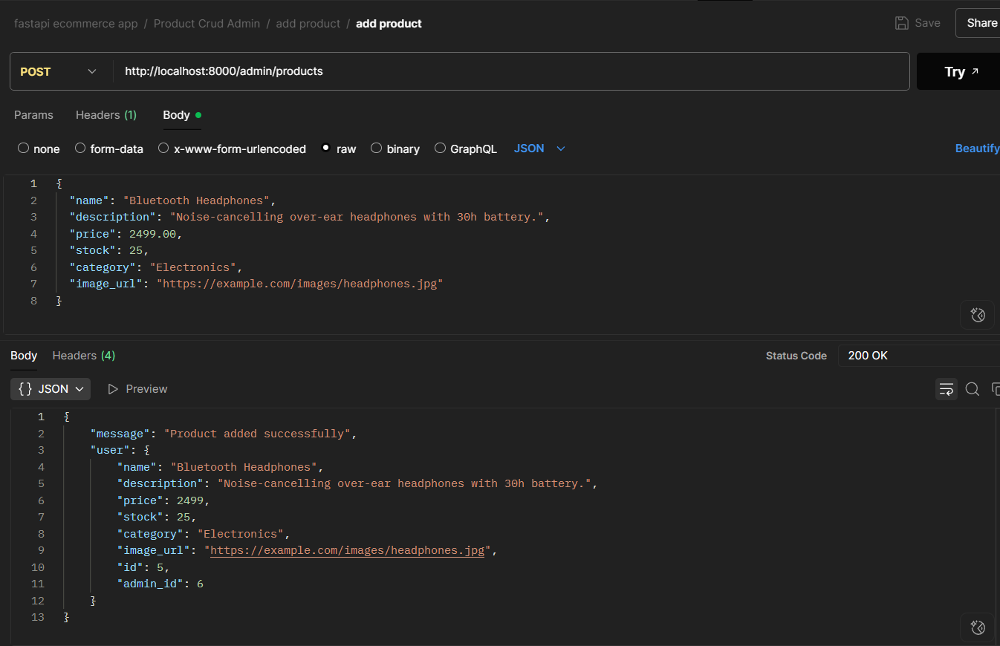 fastapi ecommerce app / Product Crud Admin / add product / add product
Save
Share
POST
http://localhost:8000/admin/products
Try
Params
Headers (1)
Body
none
form-data
x-www-form-urlencoded
raw
binary
GraphQL
JSON
Beautify
1 {
2 "name": "Bluetooth Headphones",
3 "description": "Noise-cancelling over-ear headphones with 30h battery.",
4 "price": 2499.00,
5 "stock": 25,
6 "category": "Electronics",
7 "image_url": "https://example.com/images/headphones.jpg"
8 }
Body
Headers (4)
Status Code
200 OK
{} JSON
Preview
1 {
2 "message": "Product added successfully",
3 "user": {
4 "name": "Bluetooth Headphones",
5 "description": "Noise-cancelling over-ear headphones with 30h battery.",
6 "price": 2499,
7 "stock": 25,
8 "category": "Electronics",
9 "image_url": "https://example.com/images/headphones.jpg",
10 "id": 5,
11 "admin_id": 6
12 }
13 }